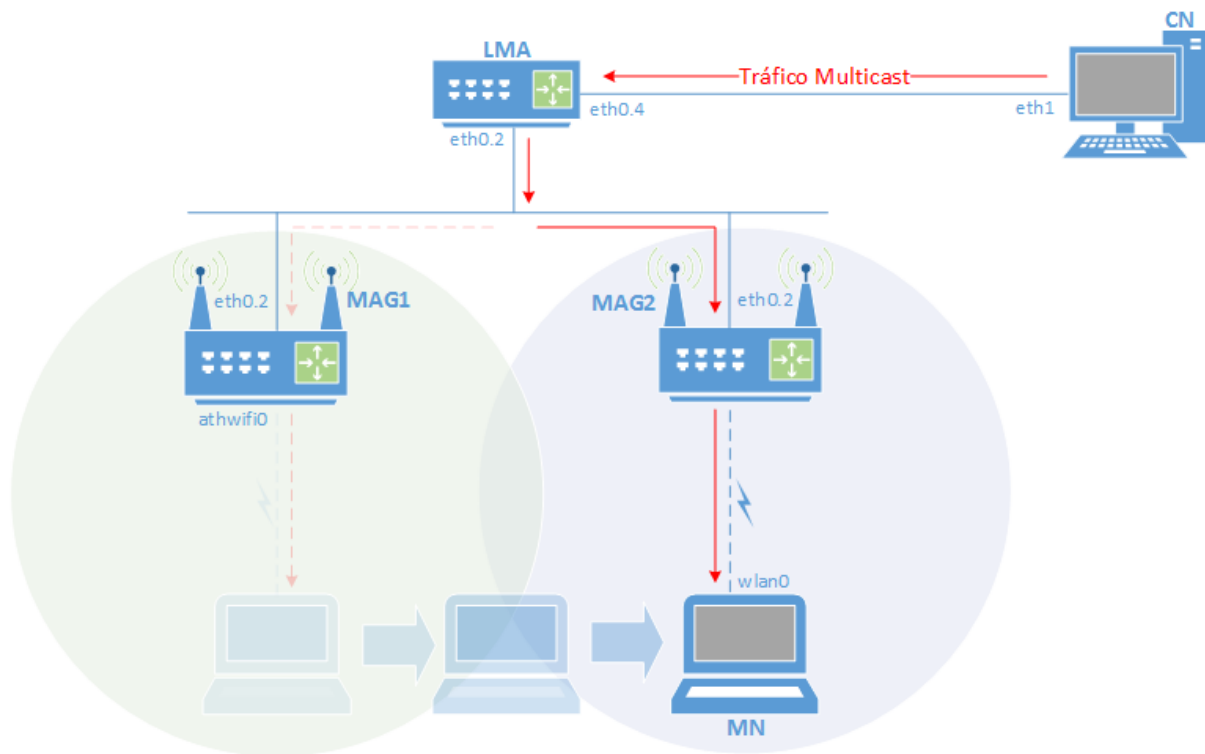 CN
LMA
Tráfico Multicast
eth0.4
eth1
eth0.2
eth0.2
MAG1
MAG2
eth0.2
athwifi0
wlan0
MN